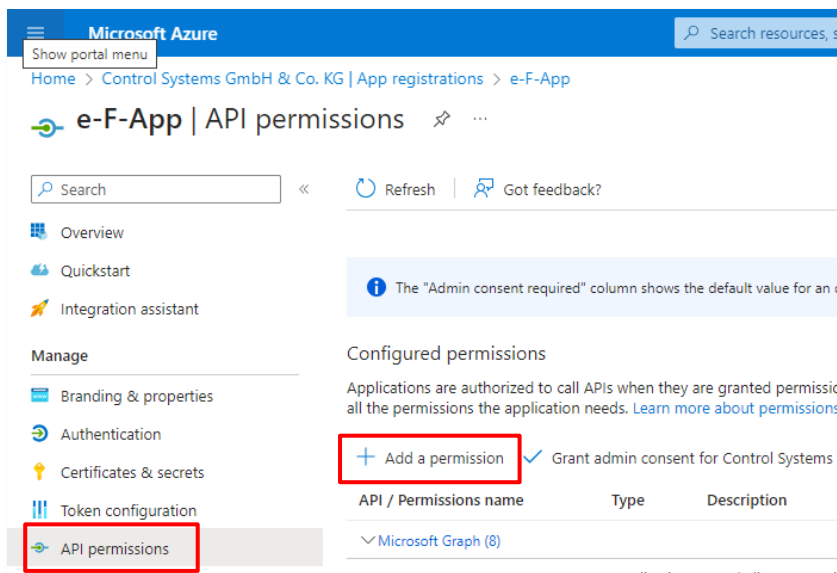 Microsoft Azure
Search resources, s
Show portal menu
Home > Control Systems GmbH & Co. KG | App registrations > e-F-App
e-F-App | API permissions
Search
Refresh
Got feedback?
Overview
Quickstart
The "Admin consent required" column shows the default value for an o
Integration assistant
Manage
Configured permissions
Applications are authorized to call APIs when they are granted permissio
all the permissions the application needs. Learn more about permissions
Branding & properties
Authentication
Certificates & secrets
Token configuration
API permissions
+ Add a permission
Grant admin consent for Control Systems
API / Permissions name
Type
Description
Microsoft Graph (8)